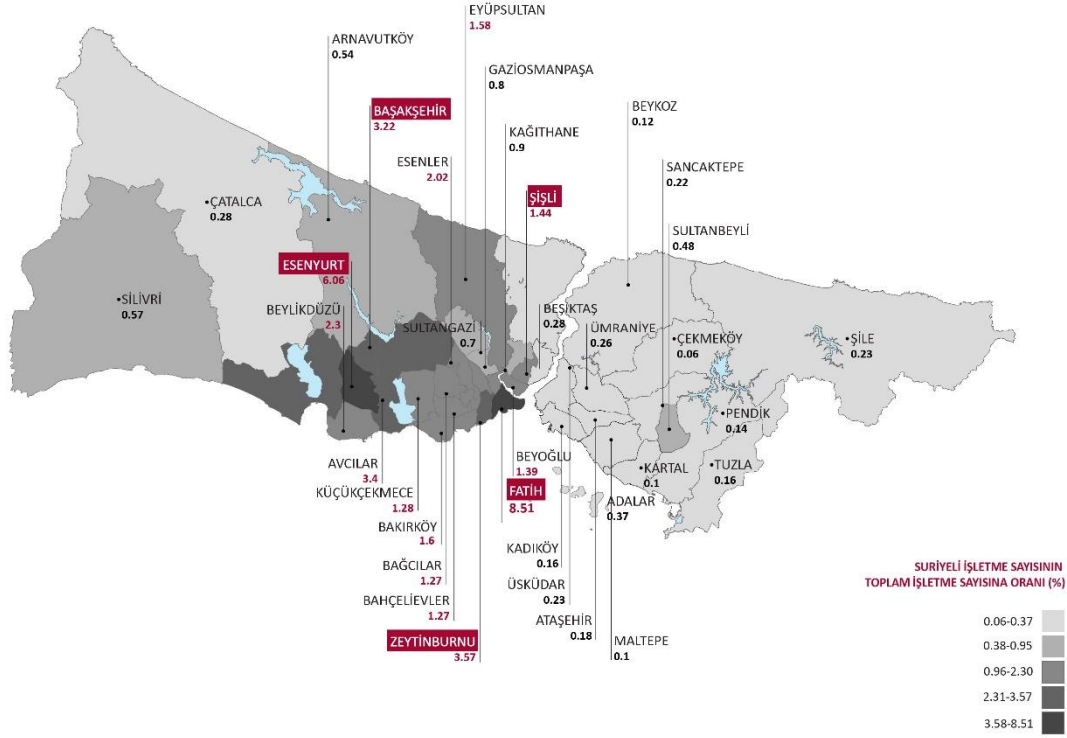 EYÜPSULTAN
1.58
ARNAVUTKÖY
0.54
GAZİOSMANPAŞA
0.8
BAŞAKŞEHİR
3.22
KAĞITHANE
0.9
BEYKOZ
0.12
ESENLER
2.02
SANCAKTEPE
0.22
ŞİŞLİ
1.44
ÇATALCA
0.28
SULTANBEYLİ
0.48
ESENYURT
6.06
SİLİVRİ
0.57
BEYLİKDÜZÜ
2.3
BEŞİKTAŞ
0.28
SULTANGAZİ
0.7
ÜMRANİYE
0.26
ÇEKMEKÖY
0.06
ŞİLE
0.23
PENDİK
0.14
AVCILAR
3.4
BEYOĞLU
1.39
KARTAL
0.1
TUZLA
0.16
KÜÇÜKÇEKMECE
1.28
FATİH
8.51
ADALAR
0.37
BAKIRKÖY
1.6
KADIKÖY
0.16
BAĞCILAR
1.27
ÜSKÜDAR
0.23
BAHÇELİEVLER
1.27
ATAŞEHİR
0.18
ZEYTİNBURNU
3.57
MALTEPE
0.1
SURİYELİ İŞLETME SAYISININ
TOPLAM İŞLETME SAYISINA ORANI (%)
0.06-0.37
0.38-0.95
0.96-2.30
2.31-3.57
3.58-8.51